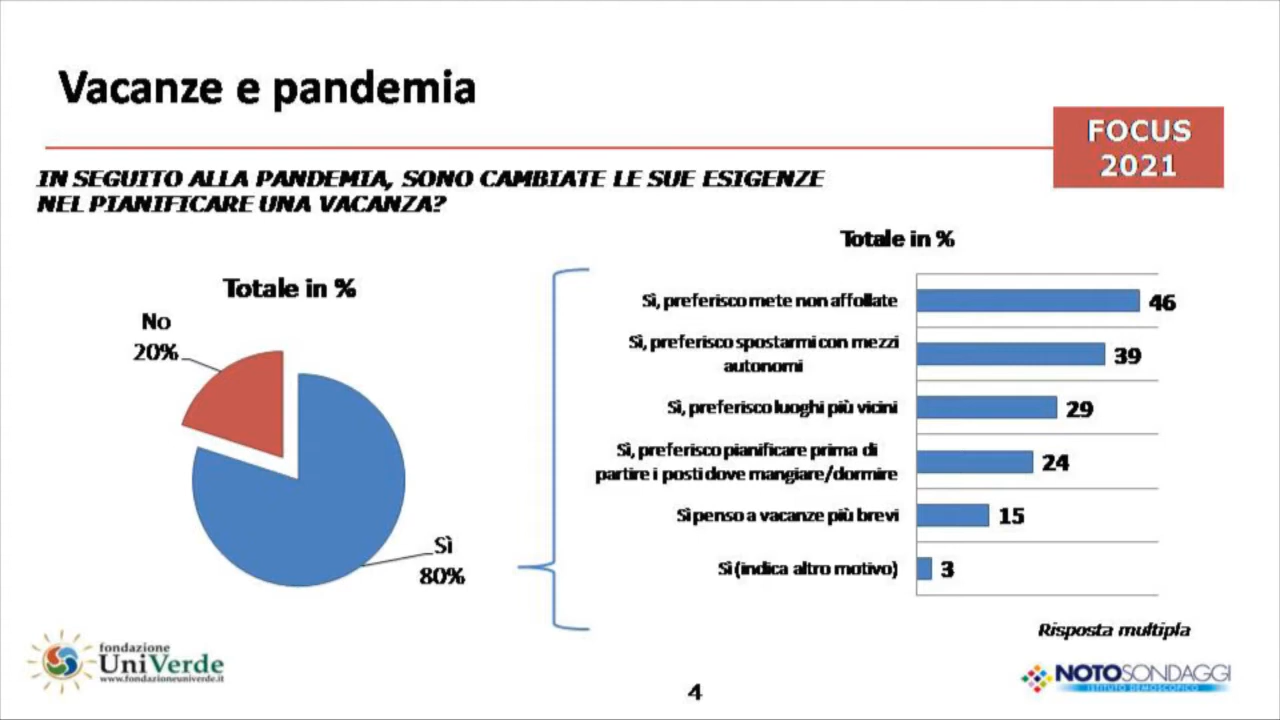 Vacanze e pandemia
FOCUS
2021
IN SEGUITO ALLA PANDEMIA, SONO CAMBIATE LE SUE ESIGENZE
NEL PIANIFICARE UNA VACANZA?
Totale in %
No
20%
Sì
80%
Totale in %
Sì, preferisco mete non affollate
46
Sì, preferisco spostarmi con mezzi
autonomi
39
Sì, preferisco luoghi più vicini
29
Sì, preferisco pianificare prima di
partire i posti dove mangiare/dormire
24
Sì penso a vacanze più brevi
15
Sì (indica altro motivo)
3
Risposta multipla
fondazione
UniVerde
www.fondazioneuniverde.it
4
NOTOSONDAGGI
ISTITUTO DEMOSCOPICO